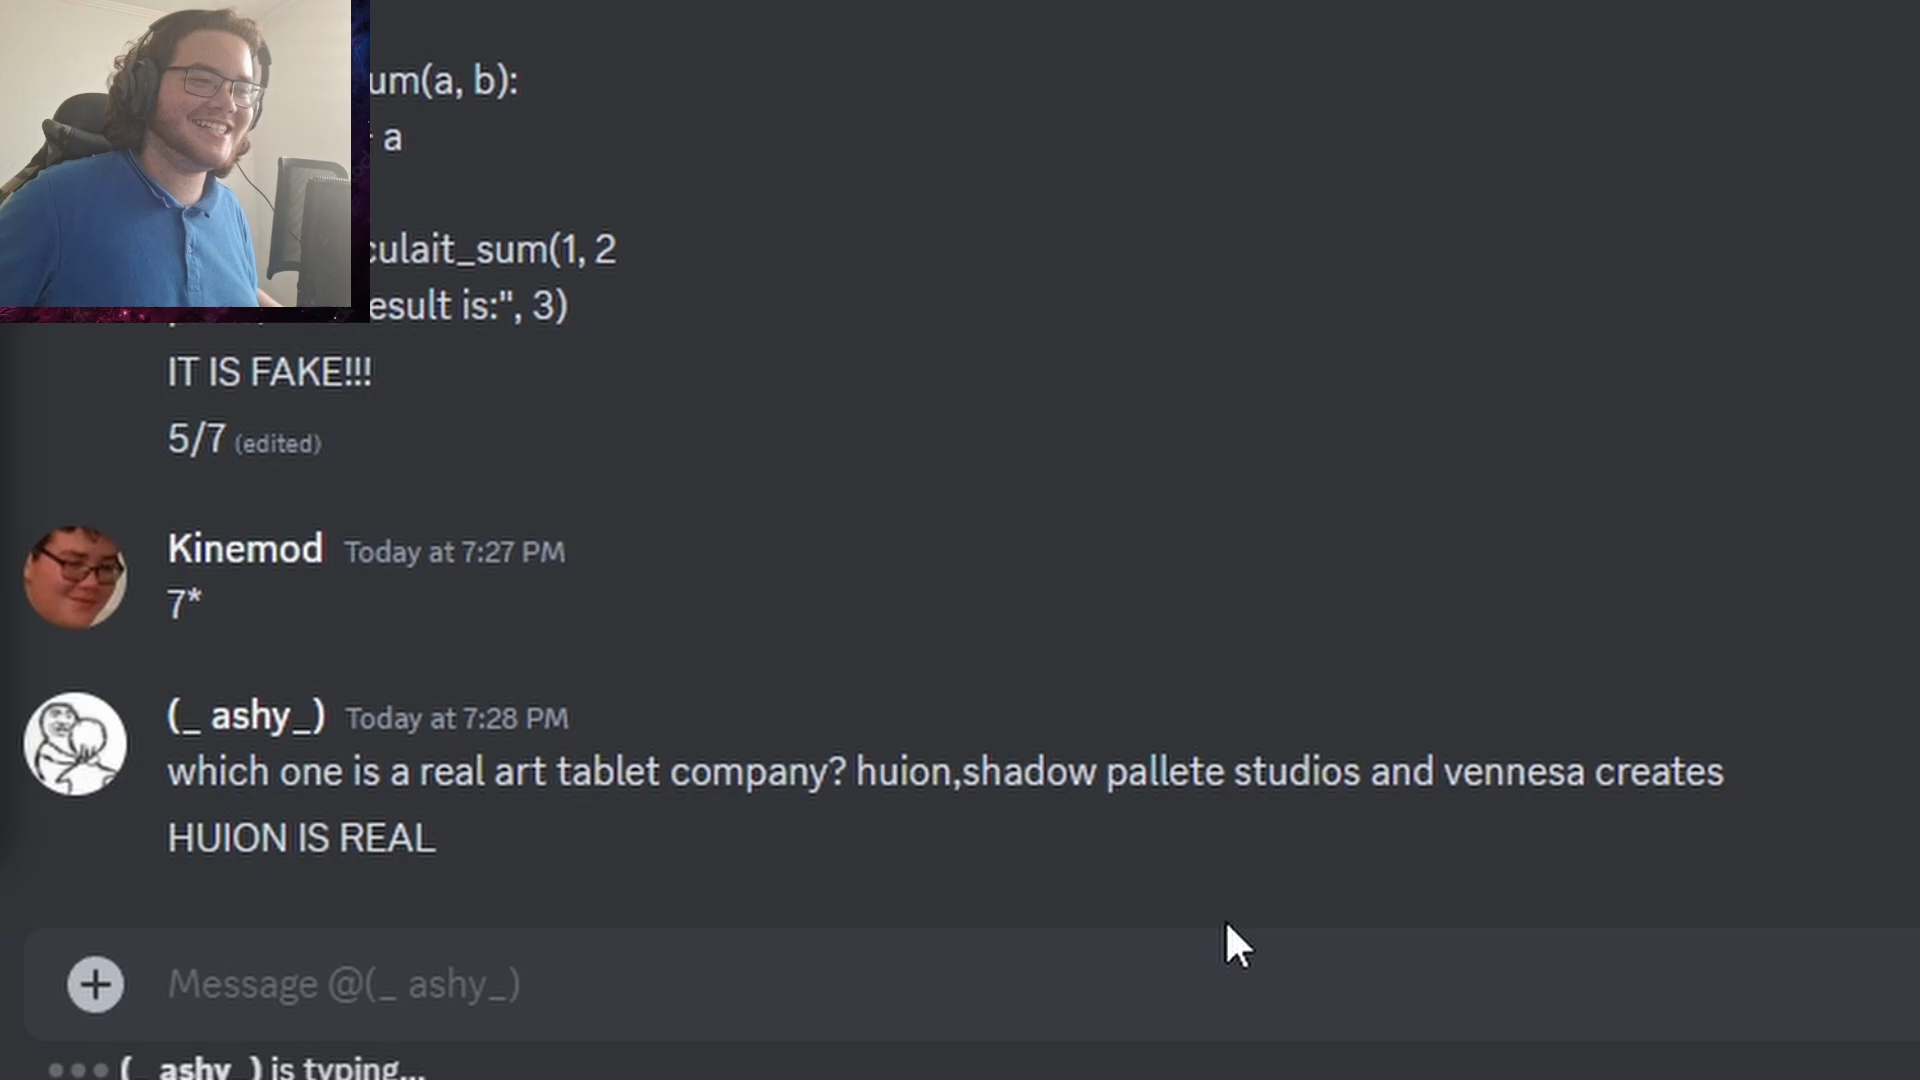 um(a, b):
a
culait_sum(1, 2
esult is:", 3)
IT IS FAKE!!!
5/7 (edited)
Kinemod Today at 7:27 PM
7*
(_ ashy_) Today at 7:28 PM
which one is a real art tablet company? huion,shadow pallete studios and vennesa creates
HUION IS REAL
Message @(_ ashy_)
(_ ashy_) is typing...